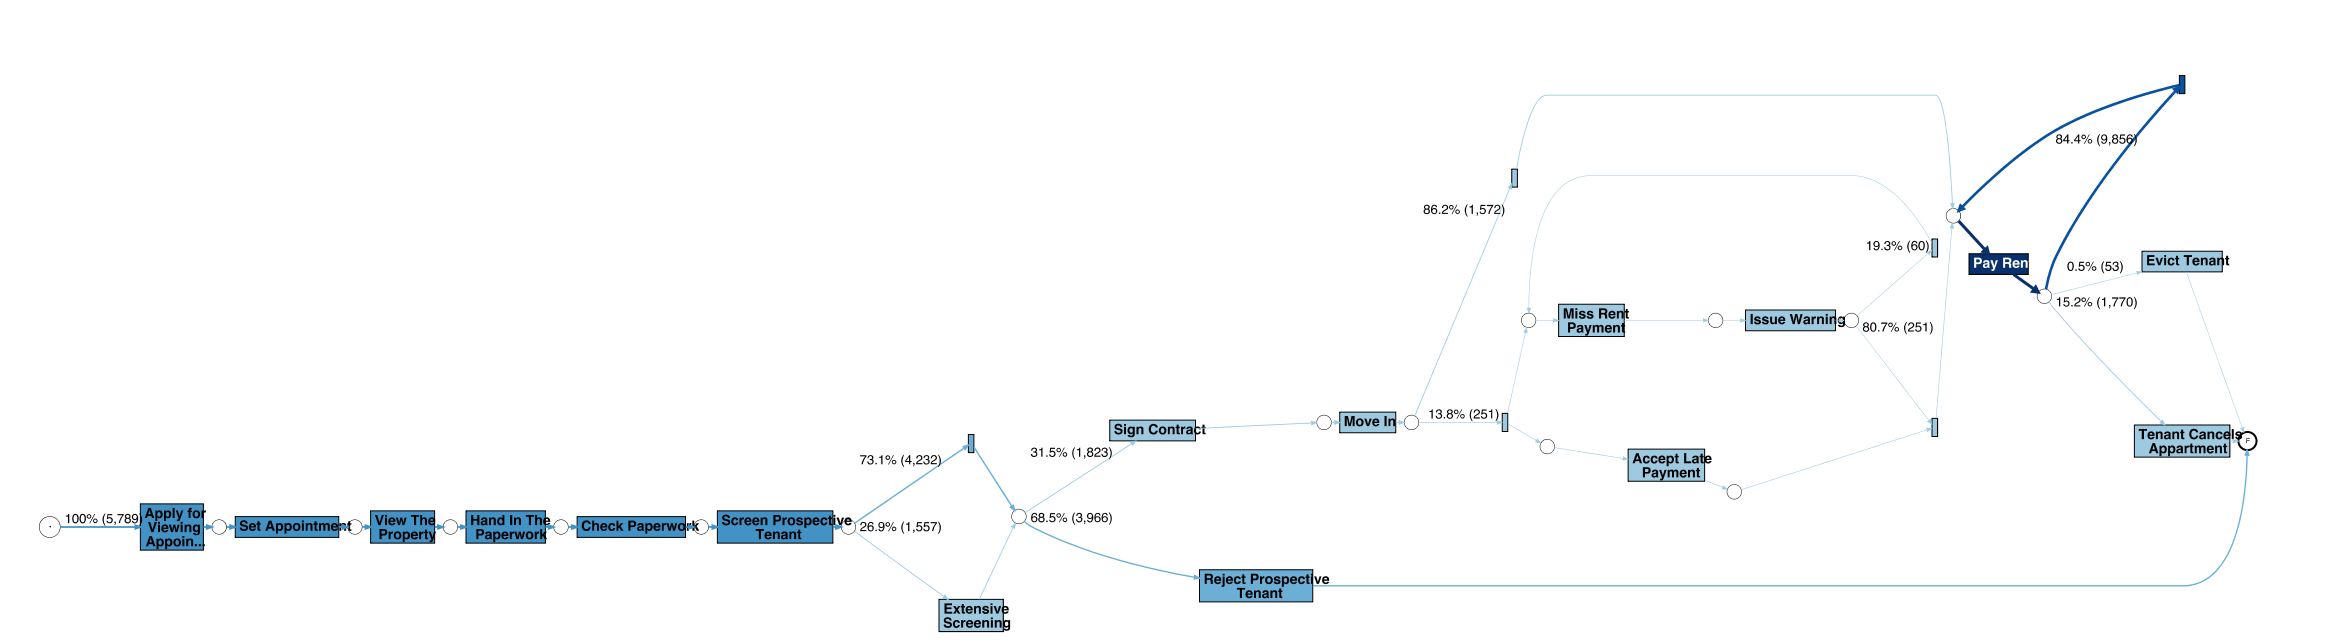 100% (5,789)
Apply for
Viewing
Appoin...
Set Appointment
View The
Property
Hand In The
Paperwork
Check Paperwork
Screen Prospective
Tenant
73.1% (4,232)
26.9% (1,557)
Extensive
Screening
31.5% (1,823)
68.5% (3,966)
Sign Contract
Reject Prospective
Tenant
Move In
86.2% (1,572)
13.8% (251)
Miss Rent
Payment
Issue Warning
Accept Late
Payment
19.3% (60)
80.7% (251)
Pay Ren
84.4% (9,856)
0.5% (53)
15.2% (1,770)
Evict Tenant
Tenant Cancels
Appartment
F